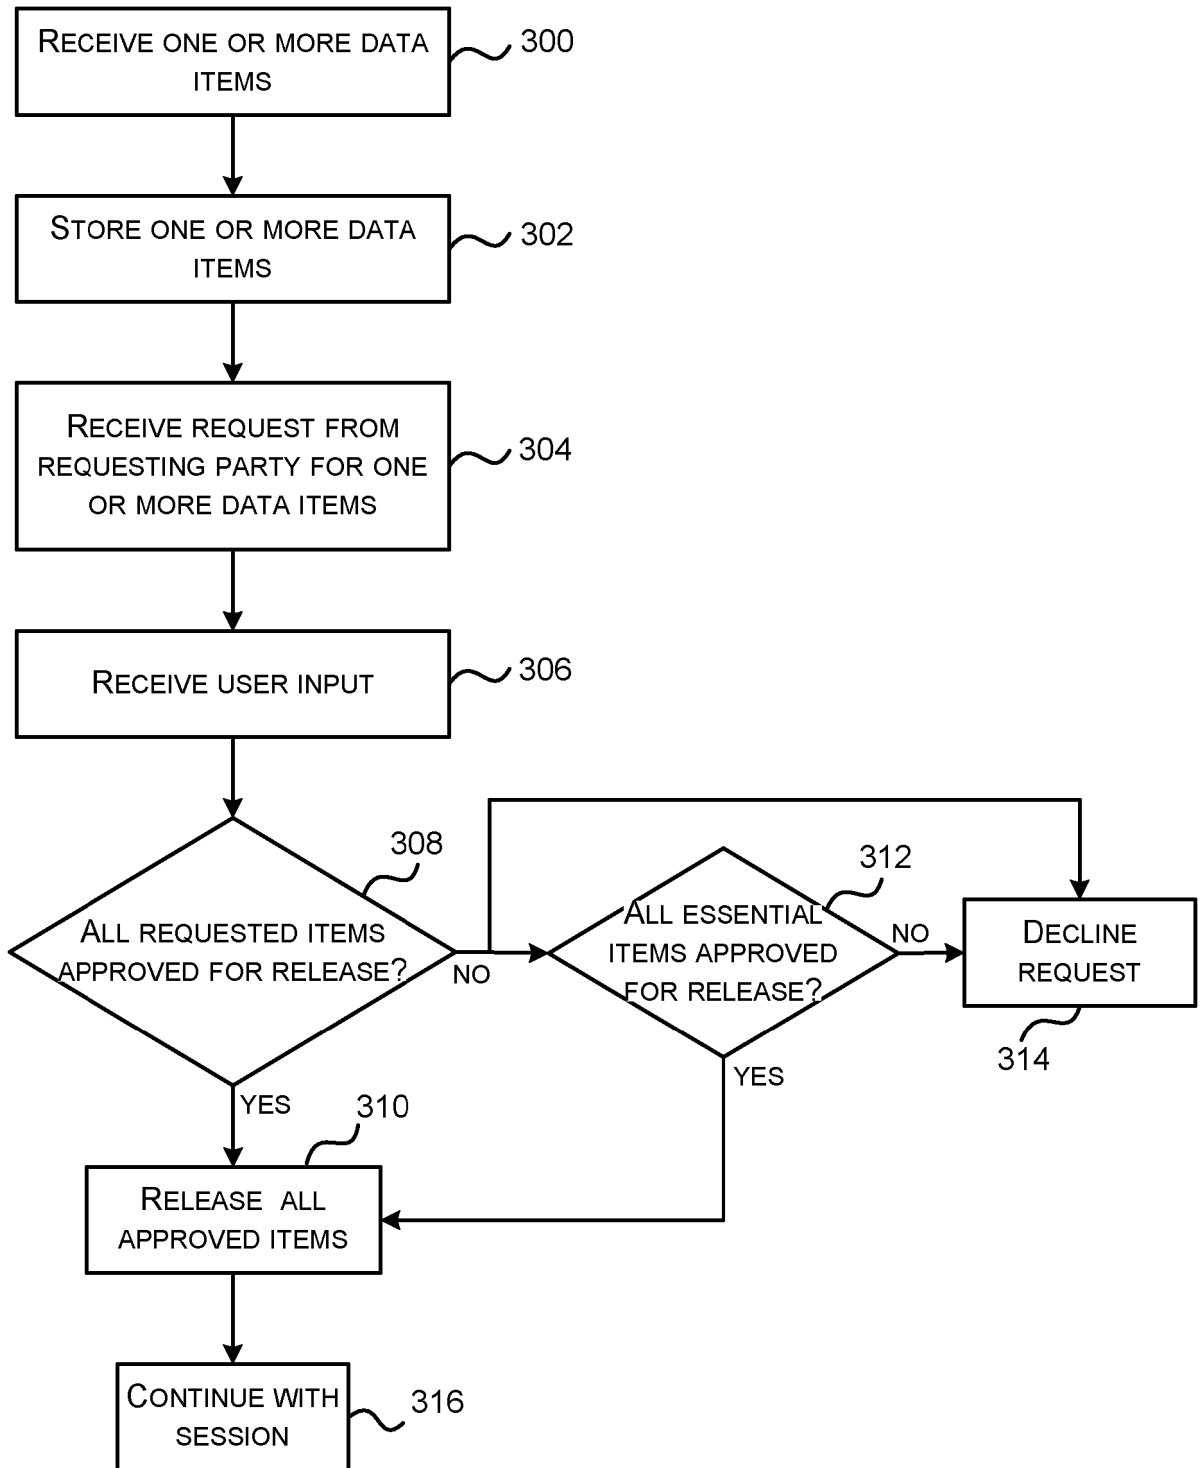 RECEIVE ONE OR MORE DATA
ITEMS
300
STORE ONE OR MORE DATA
ITEMS
302
RECEIVE REQUEST FROM
REQUESTING PARTY FOR ONE
OR MORE DATA ITEMS
304
RECEIVE USER INPUT
306
308
ALL REQUESTED ITEMS
APPROVED FOR RELEASE?
NO
YES
312
ALL ESSENTIAL
ITEMS APPROVED
FOR RELEASE?
NO
YES
DECLINE
REQUEST
314
310
RELEASE ALL
APPROVED ITEMS
CONTINUE WITH
SESSION
316